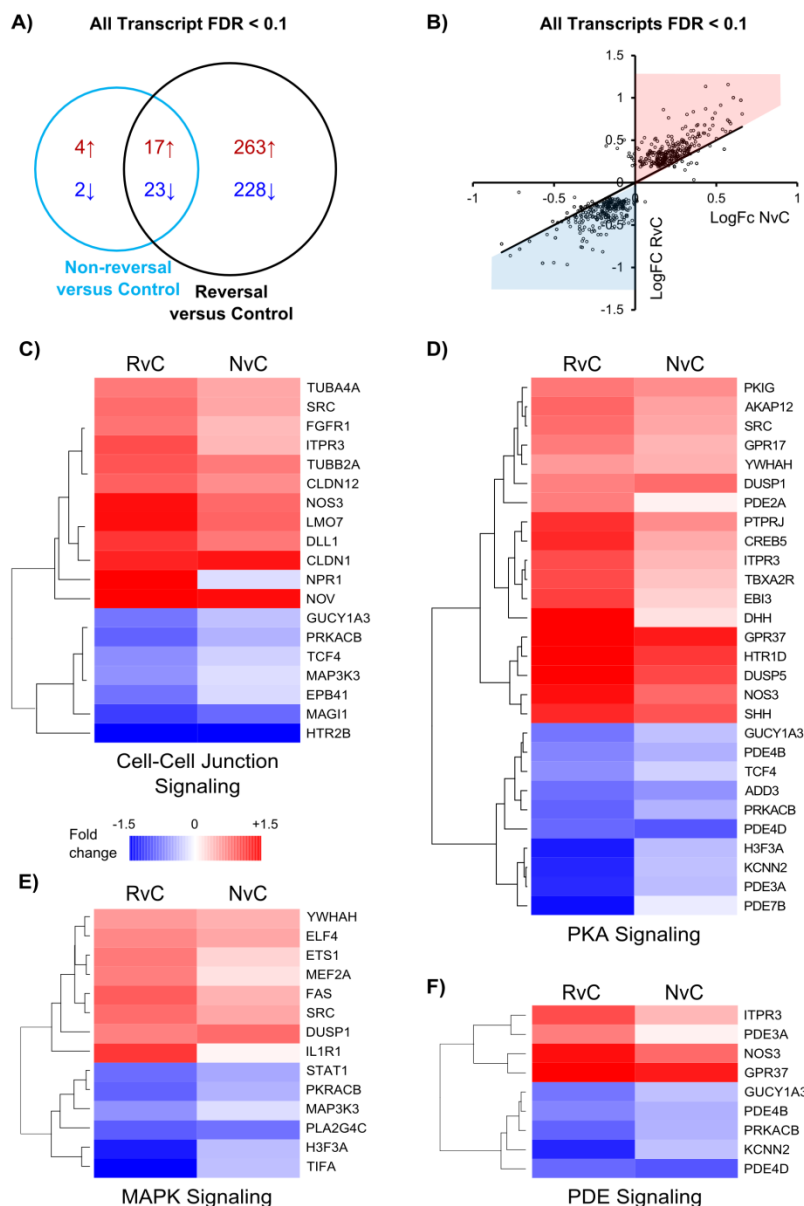 A)
All Transcript FDR < 0.1
4↑
17↑
263↑
2↓
23↓
228↓
Non-reversal
versus Control
Reversal
versus Control
B)
All Transcripts FDR < 0.1
1.5
1
0.5
0
-0.5
-1
-1.5
-1
-0.5
0
0.5
1
LogFc NvC
LogFC RvC
C)
RvC NvC
TUBA4A
SRC
FGFR1
ITPR3
TUBB2A
CLDN12
NOS3
LMO7
DLL1
CLDN1
NPR1
NOV
GUCY1A3
PRKACB
TCF4
MAP3K3
EPB41
MAGI1
HTR2B
Cell-Cell Junction
Signaling
-1.5 0 +1.5
Fold
change
D)
RvC NvC
PKIG
AKAP12
SRC
GPR17
YWHAH
DUSP1
PDE2A
PTPRJ
CREB5
ITPR3
TBXA2R
EBI3
DHH
GPR37
HTR1D
DUSP5
NOS3
SHH
GUCY1A3
PDE4B
TCF4
ADD3
PRKACB
PDE4D
H3F3A
KCNN2
PDE3A
PDE7B
PKA Signaling
E)
RvC NvC
YWHAH
ELF4
ETS1
MEF2A
FAS
SRC
DUSP1
IL1R1
STAT1
PKRACB
MAP3K3
PLA2G4C
H3F3A
TIFA
MAPK Signaling
F)
RvC NvC
ITPR3
PDE3A
NOS3
GPR37
GUCY1A3
PDE4B
PRKACB
KCNN2
PDE4D
PDE Signaling